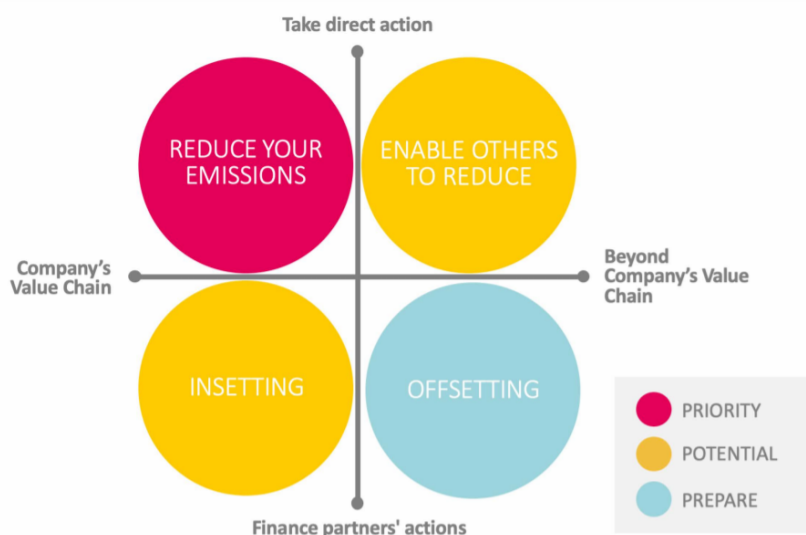 Take direct action
REDUCE YOUR
EMISSIONS
ENABLE OTHERS
TO REDUCE
Company's
Value Chain
Beyond
Company's Value
Chain
INSETTING
OFFSETTING
PRIORITY
POTENTIAL
PREPARE
Finance partners' actions